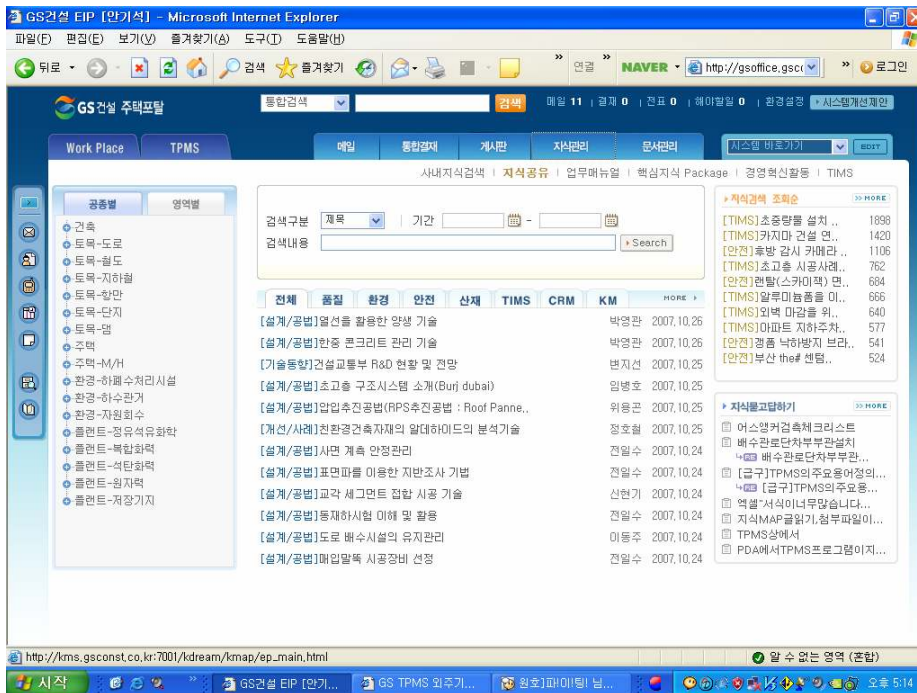 GS건설 EIP [안기석] - Microsoft Internet Explorer
파일(F) 편집(E) 보기(V) 즐겨찾기(A) 도구(T) 도움말(H)
뒤로 검색 즐겨찾기 연결 NAVER http://gsoffice,gscı 로그인
GS건설 주택포탈 통합검색 검색 메일 11 | 결재 0 | 전표 0 | 해야할일 0 | 환경설정 시스템개선제안
Work Place TPMS 메일 통합결재 게시판 지식관리 문서관리 시스템 바로가기 EDIT
사내지식검색 | 지식공유 | 업무매뉴얼 | 핵심지식 Package | 경영혁신활동 | TIMS
공종별 영역별
건축
토목-도로
토목-철도
토목-지하철
토목-항만
토목-단지
토목-댐
주택
주택-M/H
환경-하폐수처리시설
환경-하수관거
환경-자원회수
플랜트-정유석유화학
플랜트-복합화력
플랜트-석탄화력
플랜트-원자력
플랜트-저장기지
검색구분 제목 | 기간 -
검색내용 Search
전체 품질 환경 안전 산재 TIMS CRM KM MORE
[설계/공법]열선을 활용한 양생 기술 박영관 2007,10,26
[설계/공법]한중 콘크리트 관리 기술 박영관 2007,10,26
[기술동향]건설교통부 R&D 현황 및 전망 변지선 2007,10,25
[설계/공법]초고층 구조시스템 소개(Burj dubai) 임병호 2007,10,25
[설계/공법]압입추진공법(RPS추진공법 : Roof Panne,, 위용곤 2007,10,25
[개선/사례]친환경건축자재의 알데하이드의 분석기술 정호철 2007,10,25
[설계/공법]사면 계측 안정관리 전일수 2007,10,24
[설계/공법]표면파를 이용한 지반조사 기법 전일수 2007,10,24
[설계/공법]교각 세그먼트 접합 시공 기술 신현기 2007,10,24
[설계/공법]동재하시험 이해 및 활용 전일수 2007,10,24
[설계/공법]도로 배수시설의 유지관리 이동주 2007,10,24
[설계/공법]매입말뚝 시공장비 선정 전일수 2007,10,24
지식검색 조회순 MORE
[TIMS]초중량물 설치 ,, 1898
[TIMS]카지마 건설 연,, 1420
[안전]후방 감시 카메라 ,, 1106
[TIMS]초고층 시공사례,, 762
[안전]렌탈(스카이잭) 면,, 684
[TIMS]알루미늄폼을 이,, 666
[TIMS]외벽 마감을 위,, 640
[TIMS]아파트 지하주차,, 577
[안전]갱폼 낙하방지 브라,, 541
[안전]부산 the# 센텀,, 524
지식묻고답하기 MORE
어스앵커검측체크리스트
배수관로단차부부관설치
RE 배수관로단차부부관...
[급구]TPMS의주요용어정의...
RE [급구]TPMS의주요용...
엑셀"서식이너무많습니다...
지식MAP글읽기,첨부파일이...
TPMS상에서
PDA에서TPMS프로그램이지...
http://kms,gsconst,co,kr:7001/kdream/kmap/ep_main,html 알 수 없는 영역 (혼합)
시작 GS건설 EIP [안기... GS TPMS 외주기... 원호]파이팅! 님... 오후 5:14